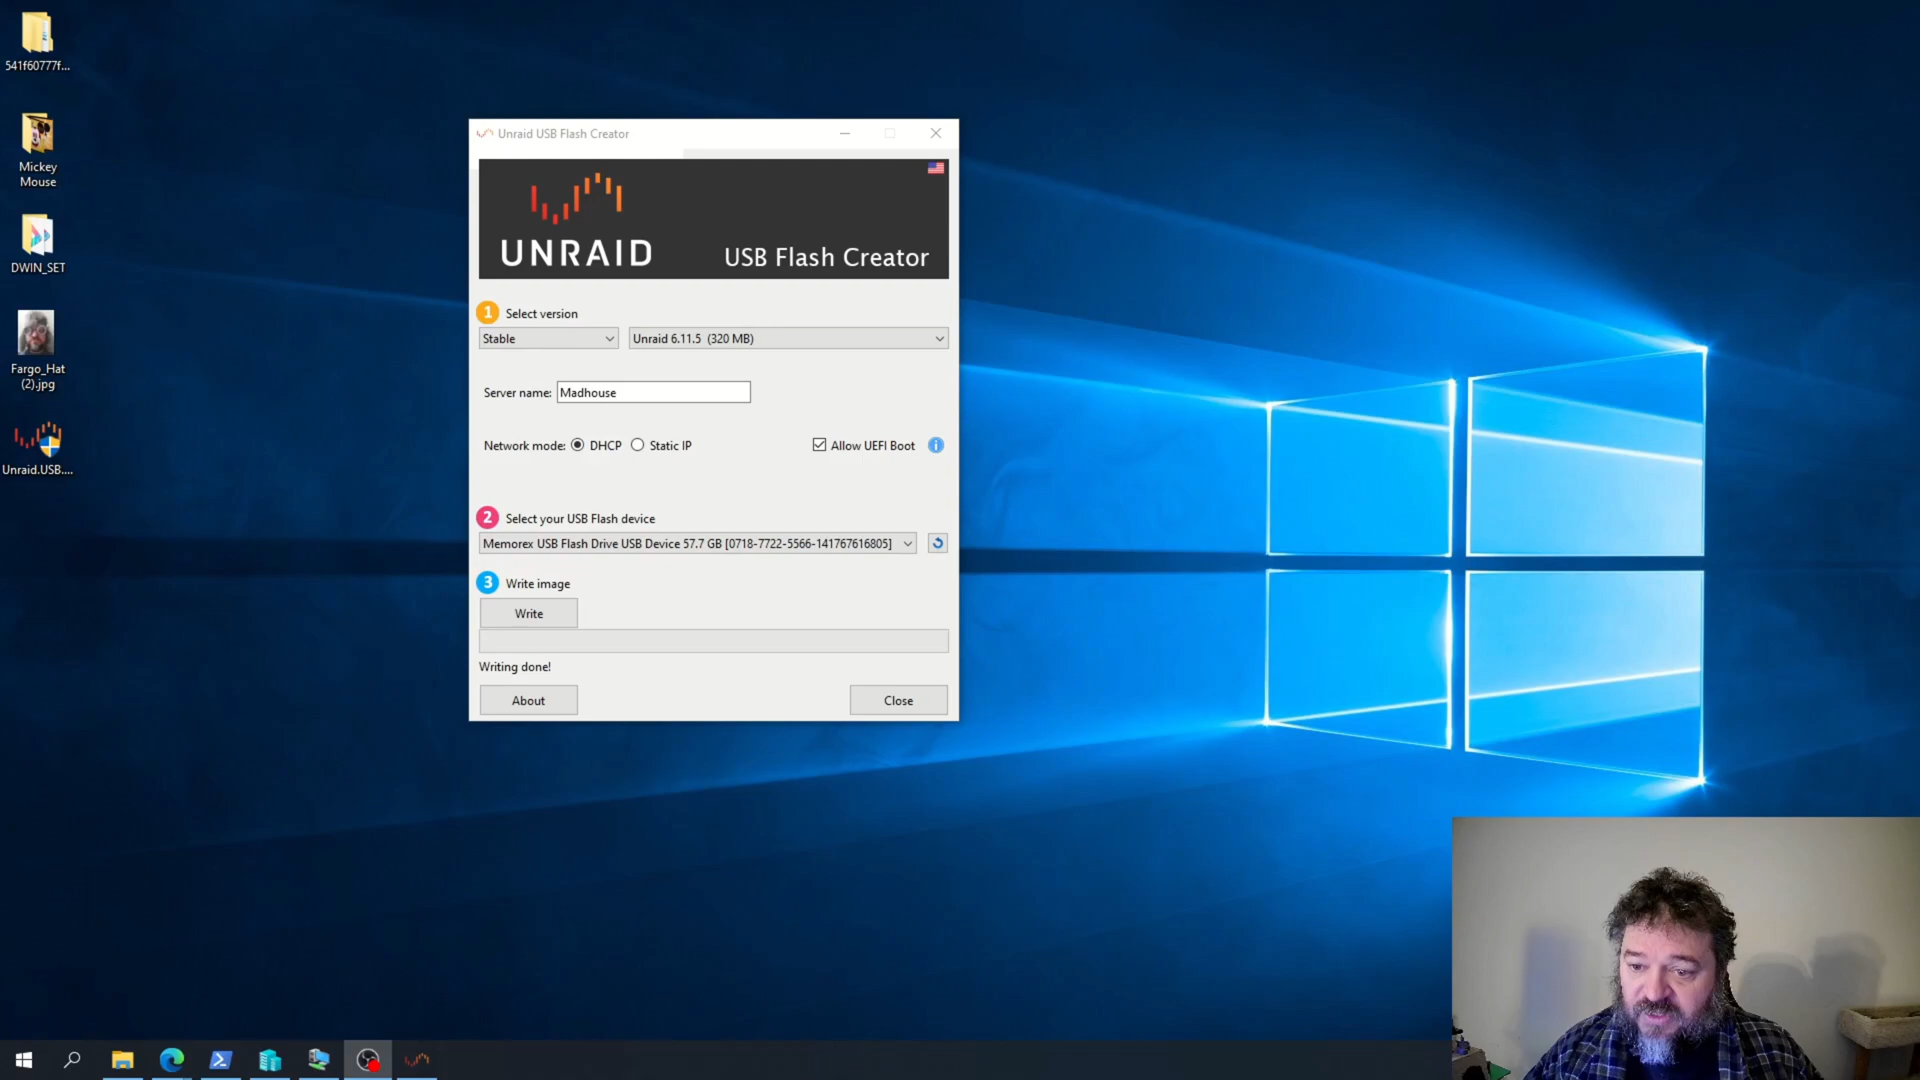 541f60777f...
Mickey
Mouse
DWIN_SET
Fargo_Hat
(2).jpg
Unraid.USB....
Unraid USB Flash Creator
UNRAID
USB Flash Creator
1 Select version
Stable
Unraid 6.11.5 (320 MB)
Server name: Madhouse
Network mode: DHCP Static IP
Allow UEFI Boot
2 Select your USB Flash device
Memorex USB Flash Drive USB Device 57.7 GB [0718-7722-5566-141767616805]
3 Write image
Write
Writing done!
About
Close